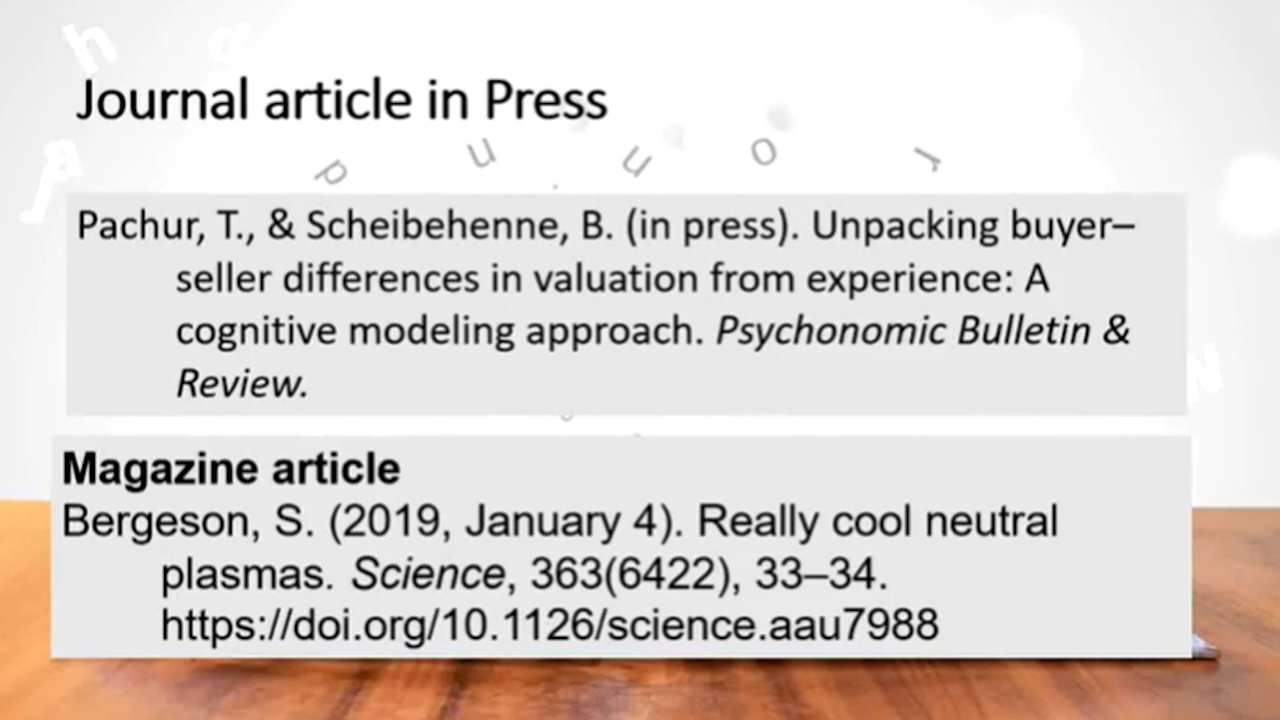 Journal article in Press
Pachur, T., & Scheibehenne, B. (in press). Unpacking buyer–
seller differences in valuation from experience: A
cognitive modeling approach. Psychonomic Bulletin &
Review.
Magazine article
Bergeson, S. (2019, January 4). Really cool neutral
plasmas. Science, 363(6422), 33–34.
https://doi.org/10.1126/science.aau7988